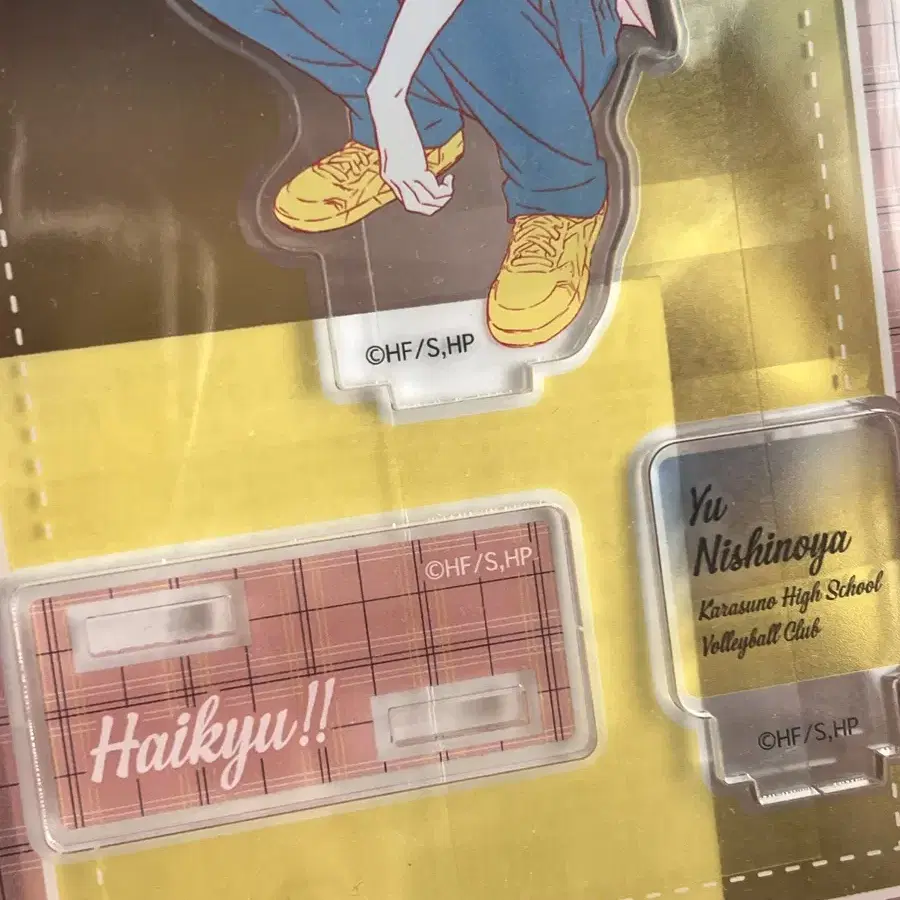 ©HF/S,HP
©HF/S,HP
Haikyu!!
Yu
Nishinoya
Karasuno High School
Volleyball Club
©HF/S,HP